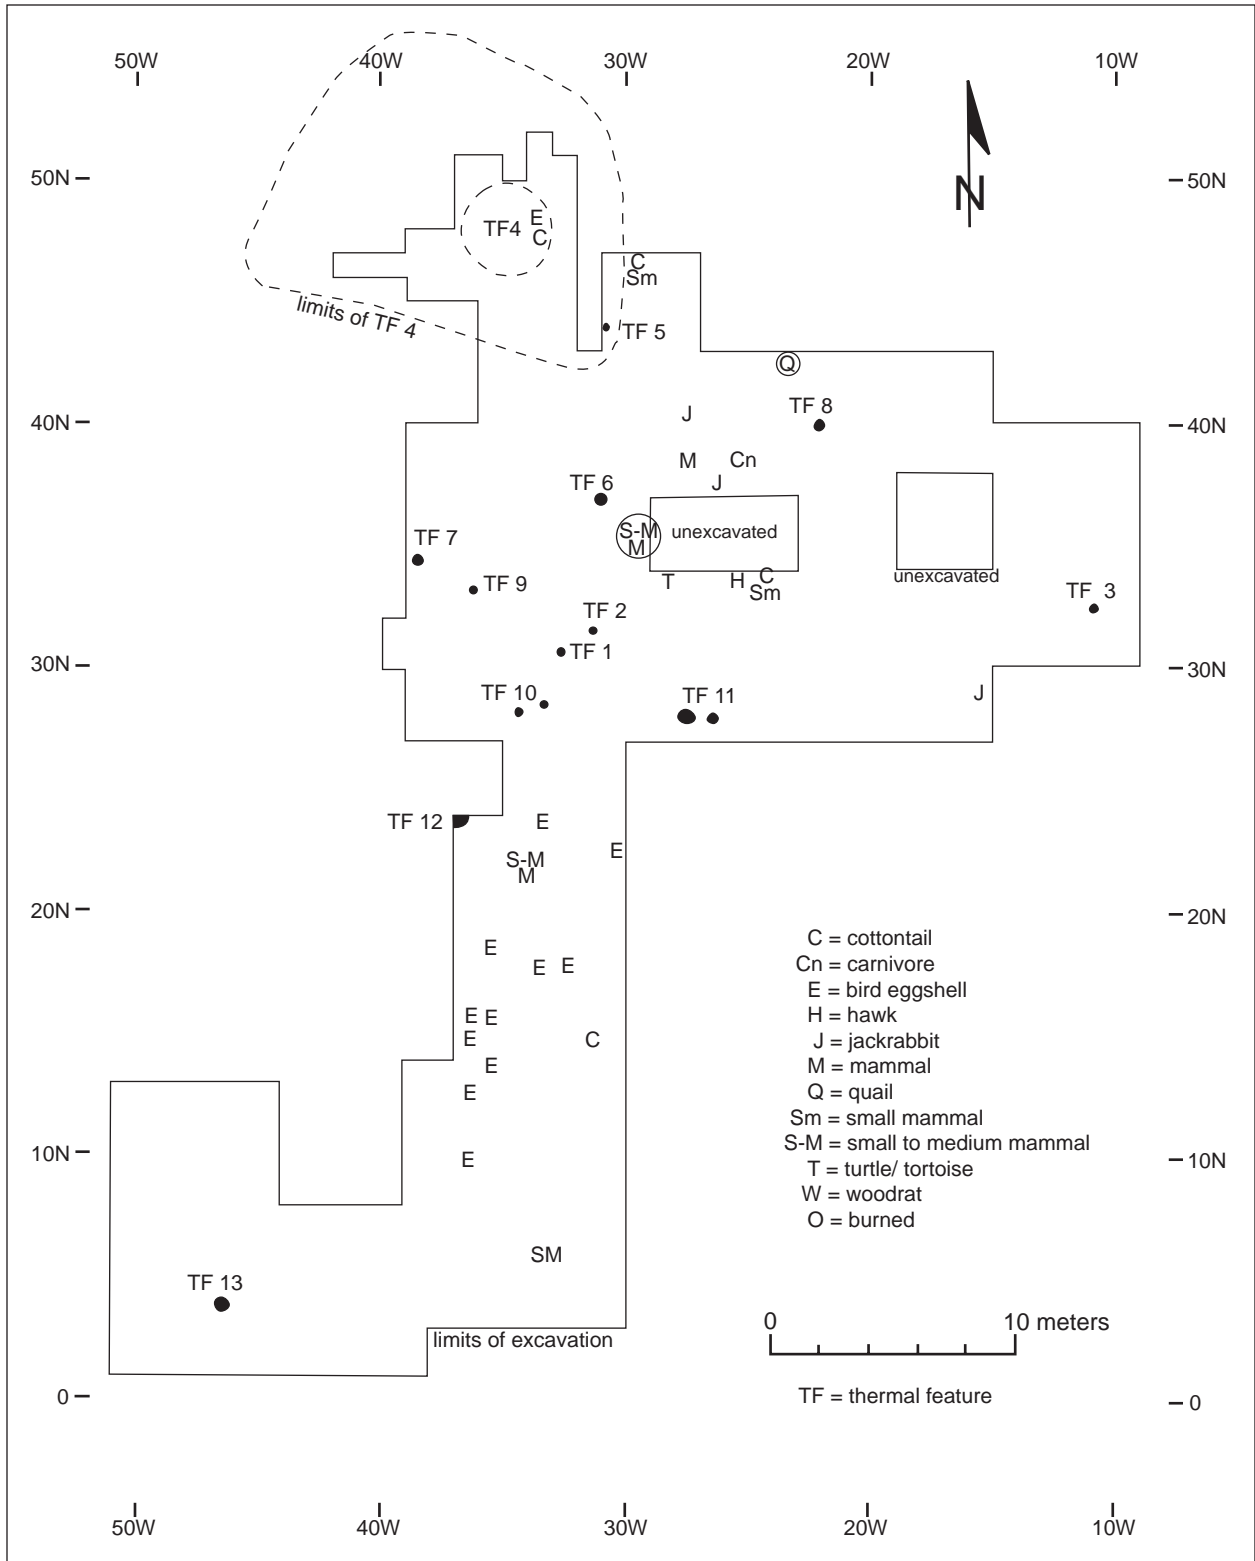 50W 40W 30W 20W 10W
50N
50N
N
E
TF4
C
C
Sm
limits of TF 4
TF 5
Q
J
TF 8
40N
40N
M
Cn
J
TF 6
S-M
M
unexcavated
TF 7
T
H
C
Sm
unexcavated
TF 9
TF 3
TF 2
TF 1
30N
30N
TF 10
TF 11
J
TF 12
E
E
S-M
M
20N
20N
E
E
E
C = cottontail
Cn = carnivore
E = bird eggshell
H = hawk
J = jackrabbit
M = mammal
Q = quail
Sm = small mammal
S-M = small to medium mammal
T = turtle/ tortoise
W = woodrat
O = burned
E
E
E
C
E
E
10N
10N
E
SM
TF 13
limits of excavation
0 10 meters
TF = thermal feature
0
0
50W 40W 30W 20W 10W